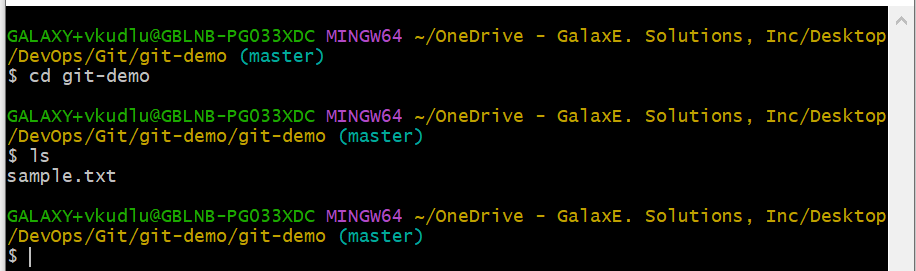 GALAXY+vkudlu@GBLNB-PG033XDC MINGW64 ~/OneDrive - GalaxE. Solutions, Inc/Desktop
/DevOps/Git/git-demo (master)
$ cd git-demo
GALAXY+vkudlu@GBLNB-PG033XDC MINGW64 ~/OneDrive - GalaxE. Solutions, Inc/Desktop
/DevOps/Git/git-demo/git-demo (master)
$ ls
sample.txt
GALAXY+vkudlu@GBLNB-PG033XDC MINGW64 ~/OneDrive - GalaxE. Solutions, Inc/Desktop
/DevOps/Git/git-demo/git-demo (master)
$